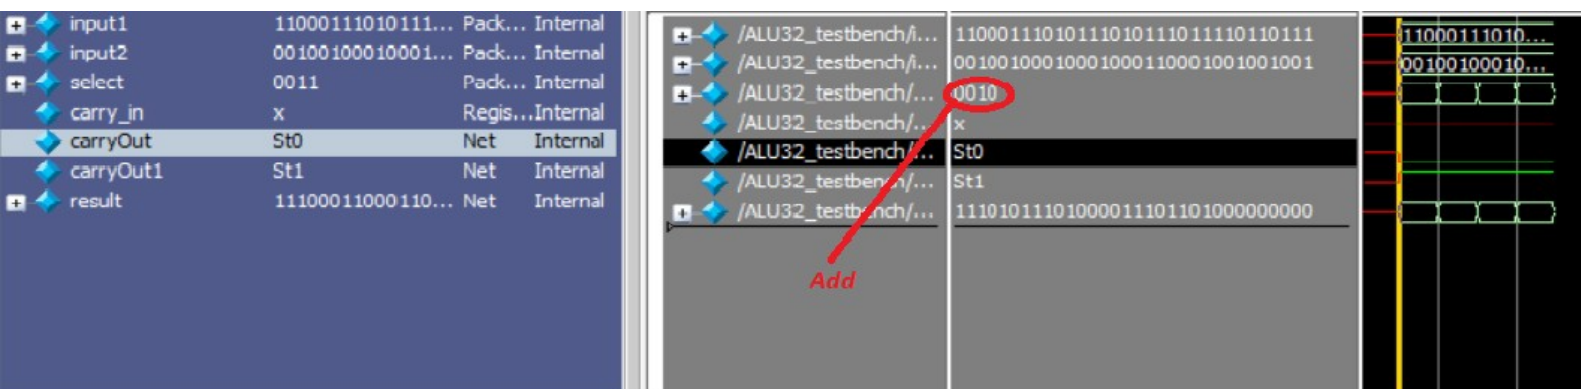 input1 11000111010111... Pack... Internal
input2 00100100010001... Pack... Internal
select 0011 Pack... Internal
carry_in x Regis... Internal
carryOut St0 Net Internal
carryOut1 St1 Net Internal
result 11100011000110... Net Internal
/ALU32_testbench/i... 11000111010111010111011110110111 11000111010...
/ALU32_testbench/i... 00100100010001000110001001001001 00100100010...
/ALU32_testbench/... 0010
/ALU32_testbench/... x
/ALU32_testbench/... St0
/ALU32_testbench/... St1
/ALU32_testbench/... 11101011101000011101101000000000
Add